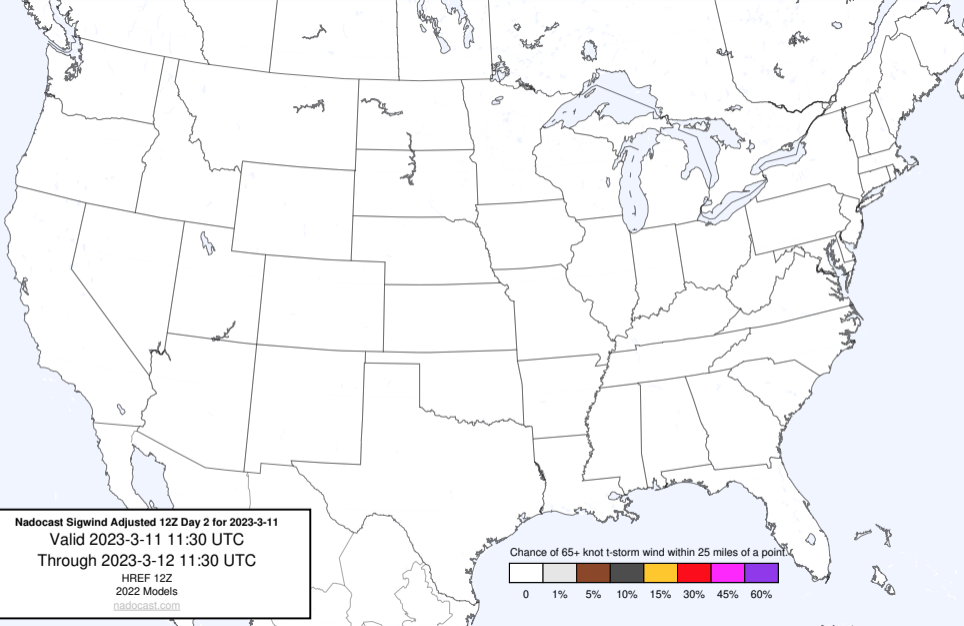 Nadocast Sigwind Adjusted 12Z Day 2 for 2023-3-11
Valid 2023-3-11 11:30 UTC
Through 2023-3-12 11:30 UTC
HREF 12Z
2022 Models
nadocast.com
Chance of 65+ knot t-storm wind within 25 miles of a point.
0 1% 5% 10% 15% 30% 45% 60%